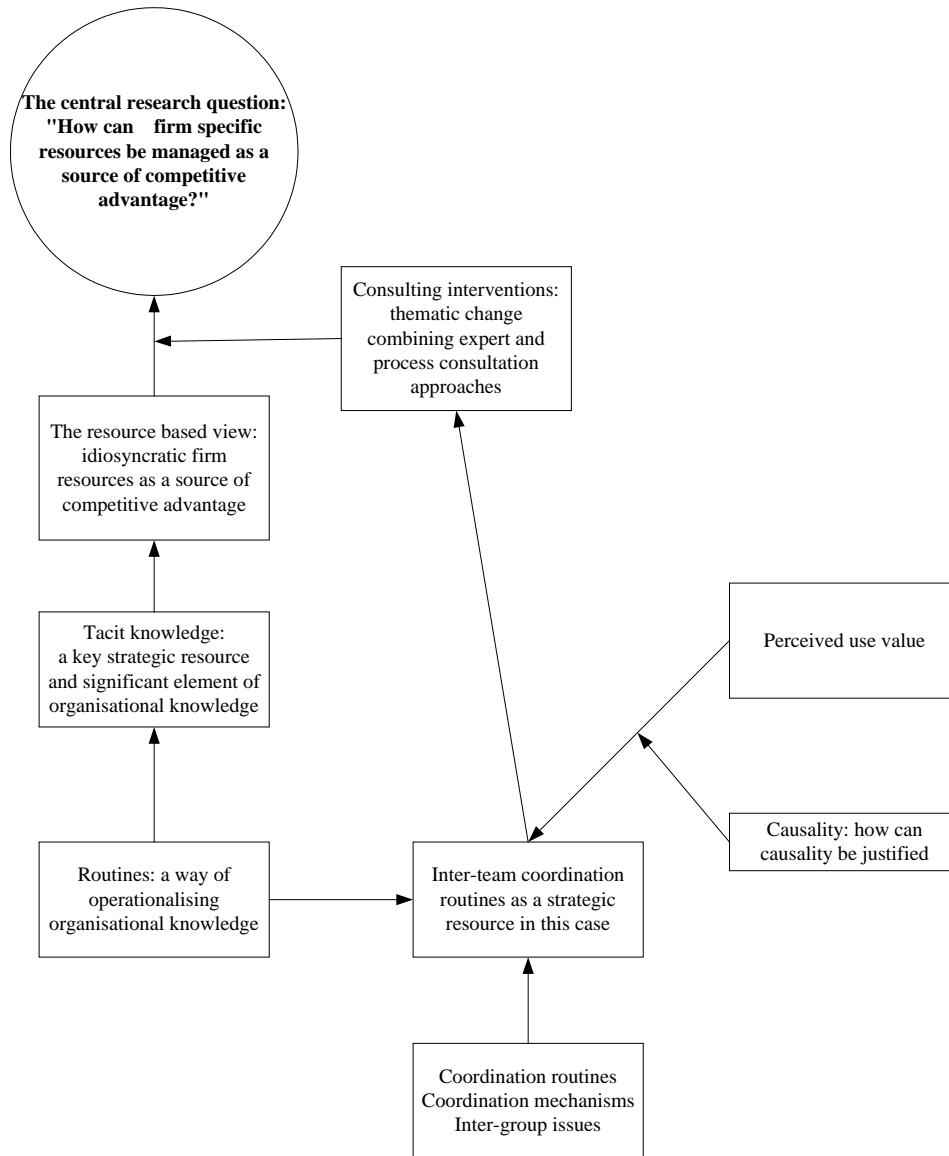 The central research question:
"How can firm specific
resources be managed as a
source of competitive
advantage?"
Consulting interventions:
thematic change
combining expert and
process consultation
approaches
The resource based view:
idiosyncratic firm
resources as a source of
competitive advantage
Tacit knowledge:
a key strategic resource
and significant element of
organisational knowledge
Perceived use value
Causality: how can
causality be justified
Routines: a way of
operationalising
organisational knowledge
Inter-team coordination
routines as a strategic
resource in this case
Coordination routines
Coordination mechanisms
Inter-group issues